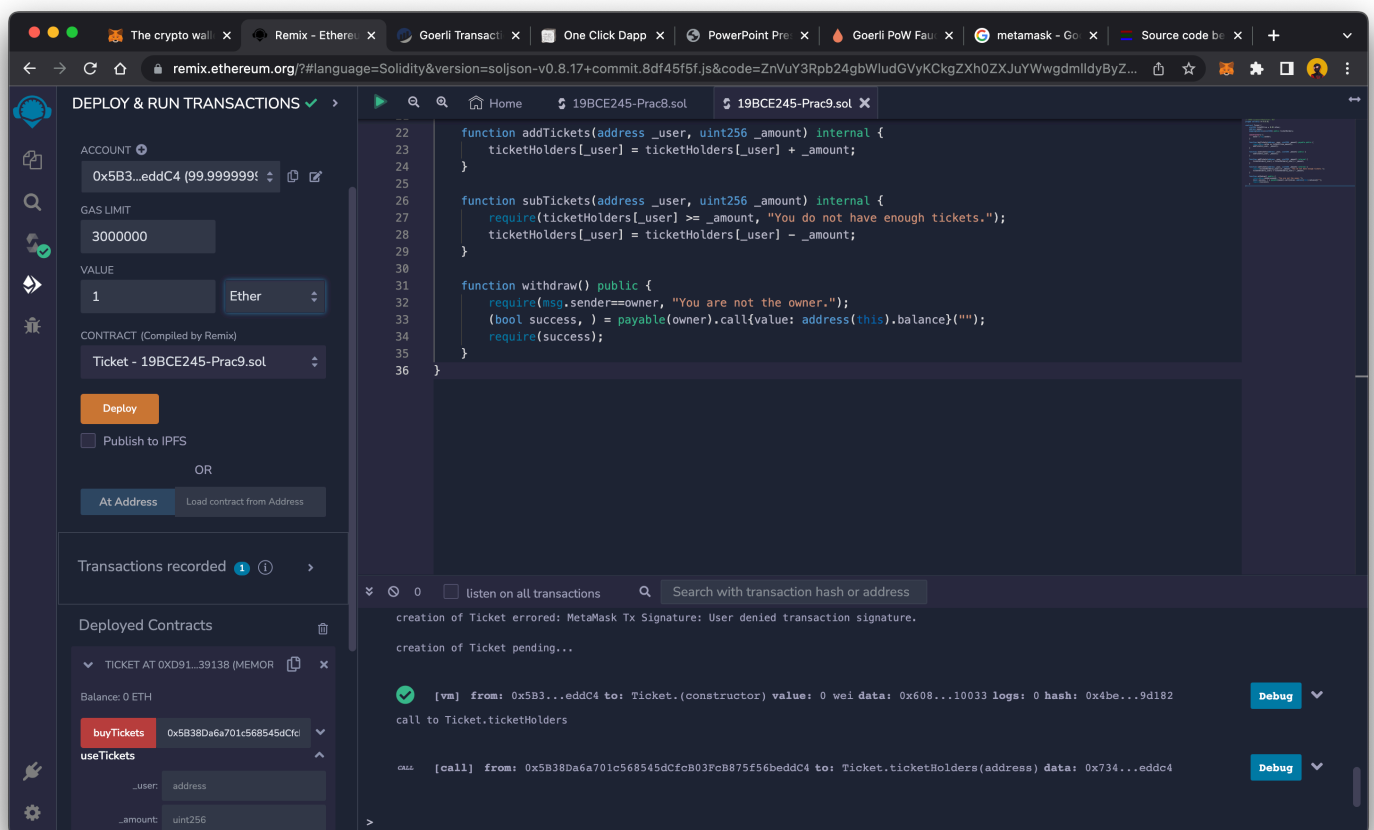 The crypto wall
Remix - Ethereu
Goerli Transacti
One Click Dapp
PowerPoint Pres
Goerli PoW Fauc
metamask - Goo
Source code be
remix.ethereum.org/?#language=Solidity&version=soljson-v0.8.17+commit.8df45f5f.js&code=ZnVuY3Rpb24gbWludGVyKCkgZXh0ZXJuYWwgdmlldyByZ...
DEPLOY & RUN TRANSACTIONS
ACCOUNT
0x5B3...eddC4 (99.9999999
GAS LIMIT
3000000
VALUE
1
Ether
CONTRACT (Compiled by Remix)
Ticket - 19BCE245-Prac9.sol
Deploy
Publish to IPFS
OR
At Address
Load contract from Address
Transactions recorded 1 i
Deployed Contracts
TICKET AT 0XD91...39138 (MEMOR
Balance: 0 ETH
buyTickets
0x5B38Da6a701c568545dCfcl
useTickets
_user:
address
_amount:
uint256
Home
19BCE245-Prac8.sol
19BCE245-Prac9.sol
22 function addTickets(address _user, uint256 _amount) internal {
23 ticketHolders[_user] = ticketHolders[_user] + _amount;
24 }
25
26 function subTickets(address _user, uint256 _amount) internal {
27 require(ticketHolders[_user] >= _amount, "You do not have enough tickets.");
28 ticketHolders[_user] = ticketHolders[_user] - _amount;
29 }
30
31 function withdraw() public {
32 require(msg.sender==owner, "You are not the owner.");
33 (bool success, ) = payable(owner).call{value: address(this).balance}("");
34 require(success);
35 }
36 }
0
listen on all transactions
Search with transaction hash or address
creation of Ticket errored: MetaMask Tx Signature: User denied transaction signature.
creation of Ticket pending...
[vm] from: 0x5B3...eddC4 to: Ticket.(constructor) value: 0 wei data: 0x608...10033 logs: 0 hash: 0x4be...9d182
Debug
call to Ticket.ticketHolders
CALL [call] from: 0x5B38Da6a701c568545dCfcB03FcB875f56beddC4 to: Ticket.ticketHolders(address) data: 0x734...eddc4
Debug
>